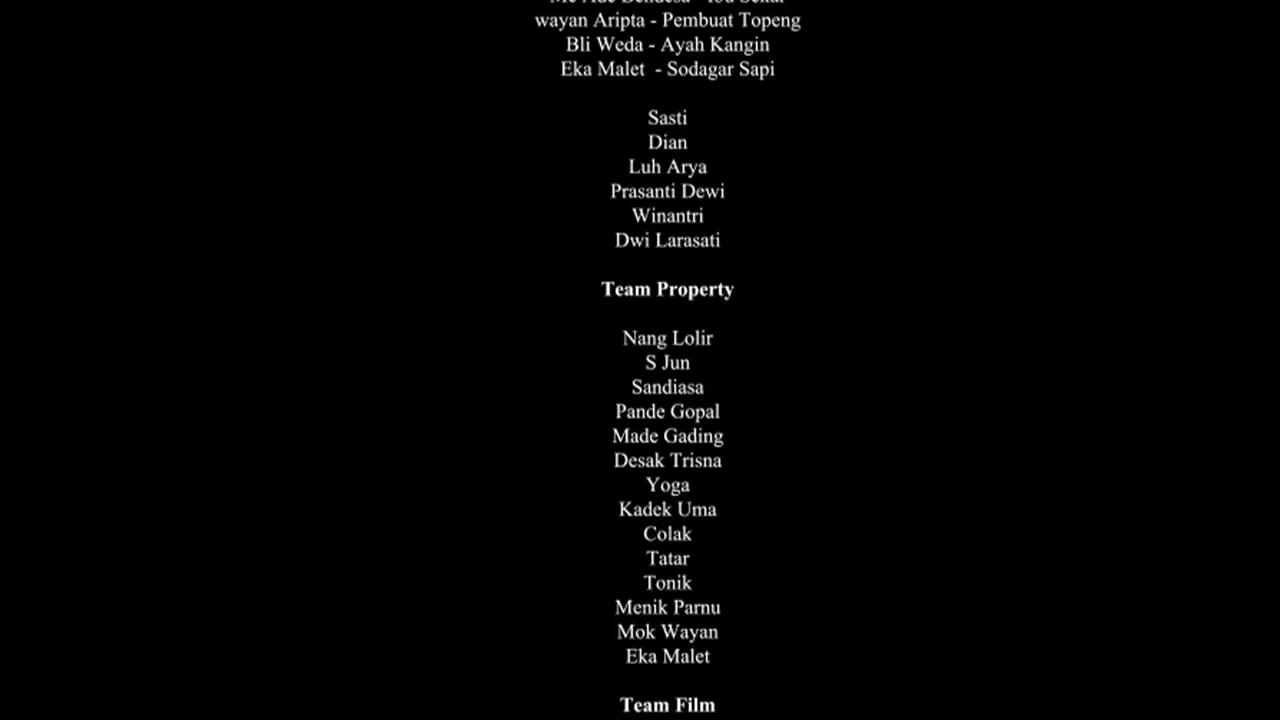 wayan Aripta - Pembuat Topeng
Bli Weda - Ayah Kangin
Eka Malet - Sodagar Sapi
Sasti
Dian
Luh Arya
Prasanti Dewi
Winantri
Dwi Larasati
Team Property
Nang Lolir
S Jun
Sandiasa
Pande Gopal
Made Gading
Desak Trisna
Yoga
Kadek Uma
Colak
Tatar
Tonik
Menik Parnu
Mok Wayan
Eka Malet
Team Film